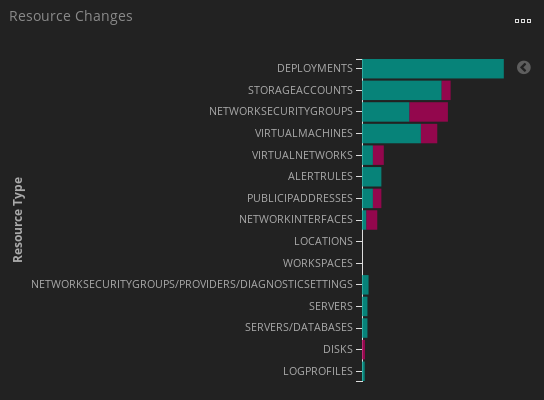 Resource Changes
Resource Type
DEPLOYMENTS
STORAGEACCOUNTS
NETWORKSECURITYGROUPS
VIRTUALMACHINES
VIRTUALNETWORKS
ALERTRULES
PUBLICIPADDRESSES
NETWORKINTERFACES
LOCATIONS
WORKSPACES
NETWORKSECURITYGROUPS/PROVIDERS/DIAGNOSTICSETTINGS
SERVERS
SERVERS/DATABASES
DISKS
LOGPROFILES